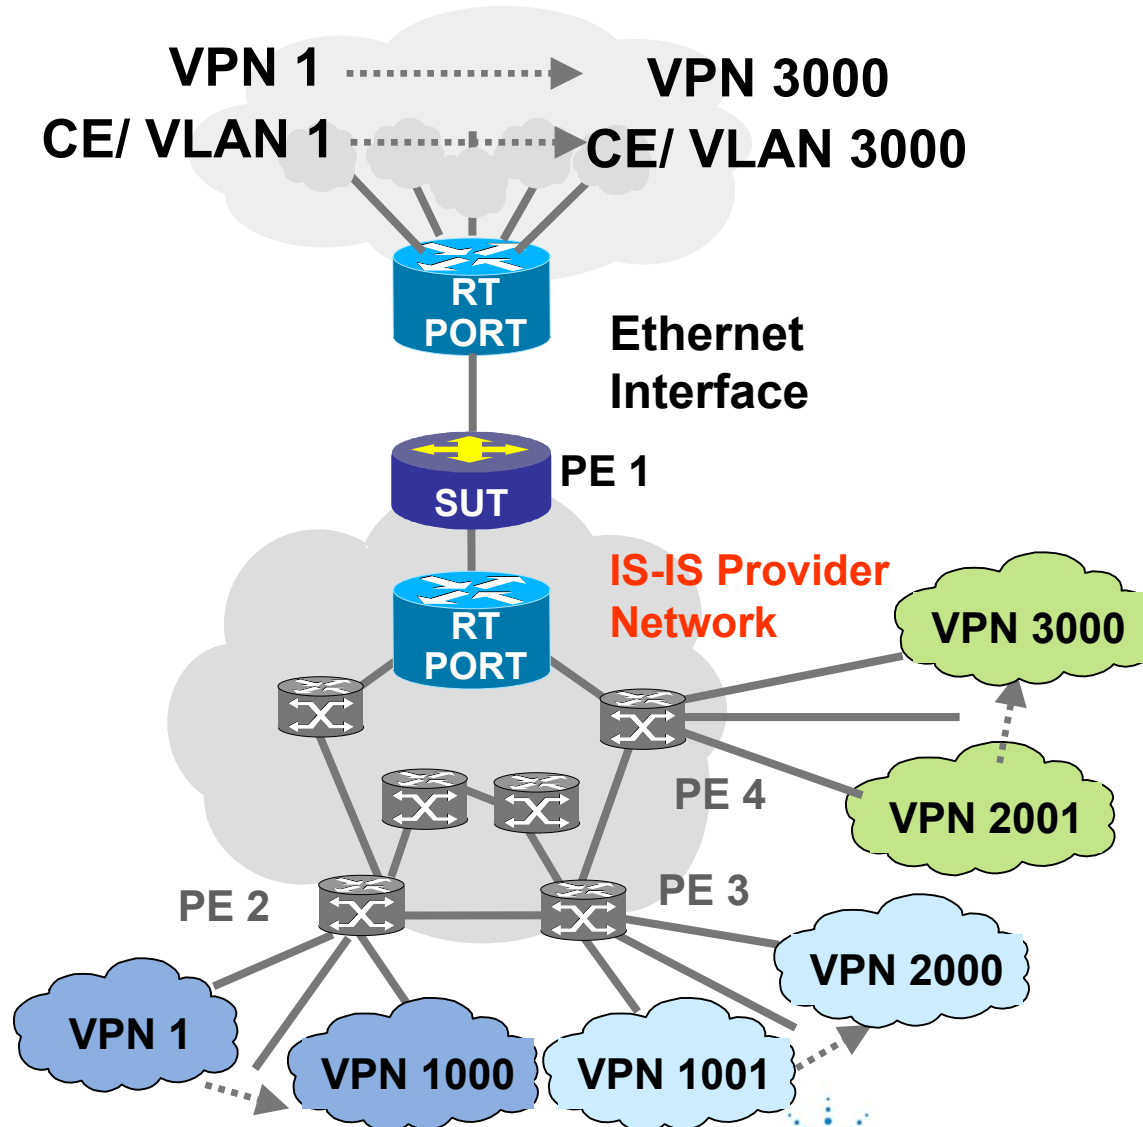 VPN 1
VPN 3000
CE/ VLAN 1
CE/ VLAN 3000
RT
PORT
Ethernet
Interface
PE 1
SUT
IS-IS Provider
Network
RT
PORT
VPN 3000
PE 4
VPN 2001
PE 2
PE 3
VPN 2000
VPN 1
VPN 1000
VPN 1001